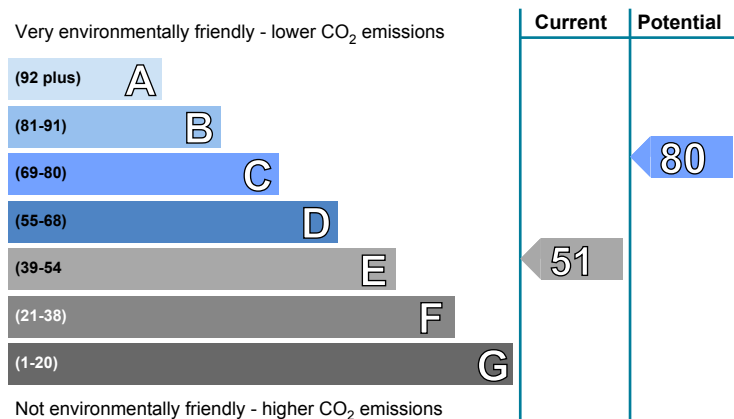 Very environmentally friendly - lower CO2 emissions
Current
Potential
(92 plus) A
(81-91) B
(69-80) C
80
(55-68) D
(39-54 E
51
(21-38) F
(1-20) G
Not environmentally friendly - higher CO2 emissions